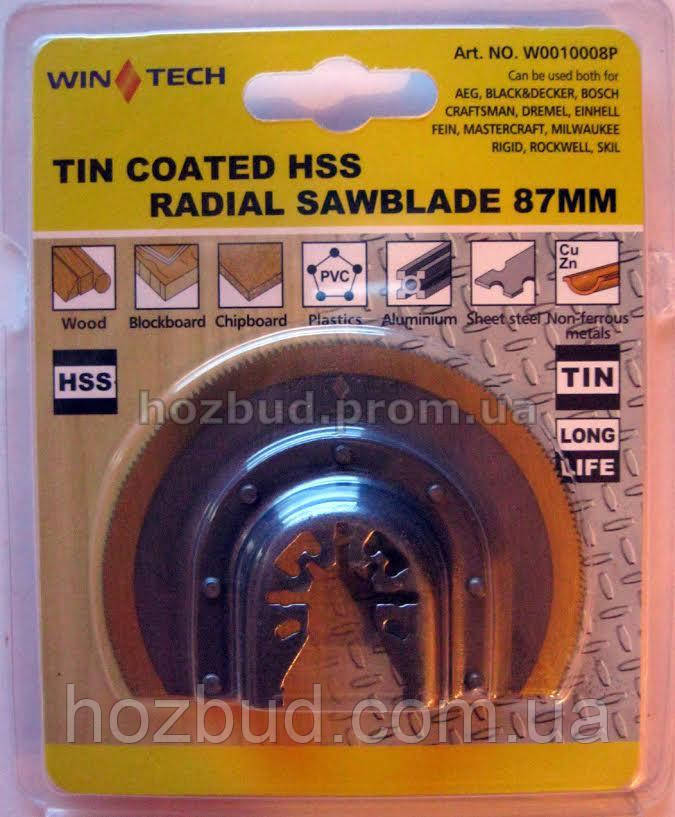 WIN TECH
Art. NO. W0010008P
Can be used both for
AEG, BLACK&DECKER, BOSCH
CRAFTSMAN, DREMEL, EINHELL
FEIN, MASTERCRAFT, MILWAUKEE
RIGID, ROCKWELL, SKIL
TIN COATED HSS
RADIAL SAWBLADE 87MM
PVC
Cu
Zn
Wood Blockboard Chipboard Plastics Aluminium Sheet steel Non-ferrous
metals
HSS
TIN
LONG
LIFE
hozbud.prom.ua
hozbud.com.ua